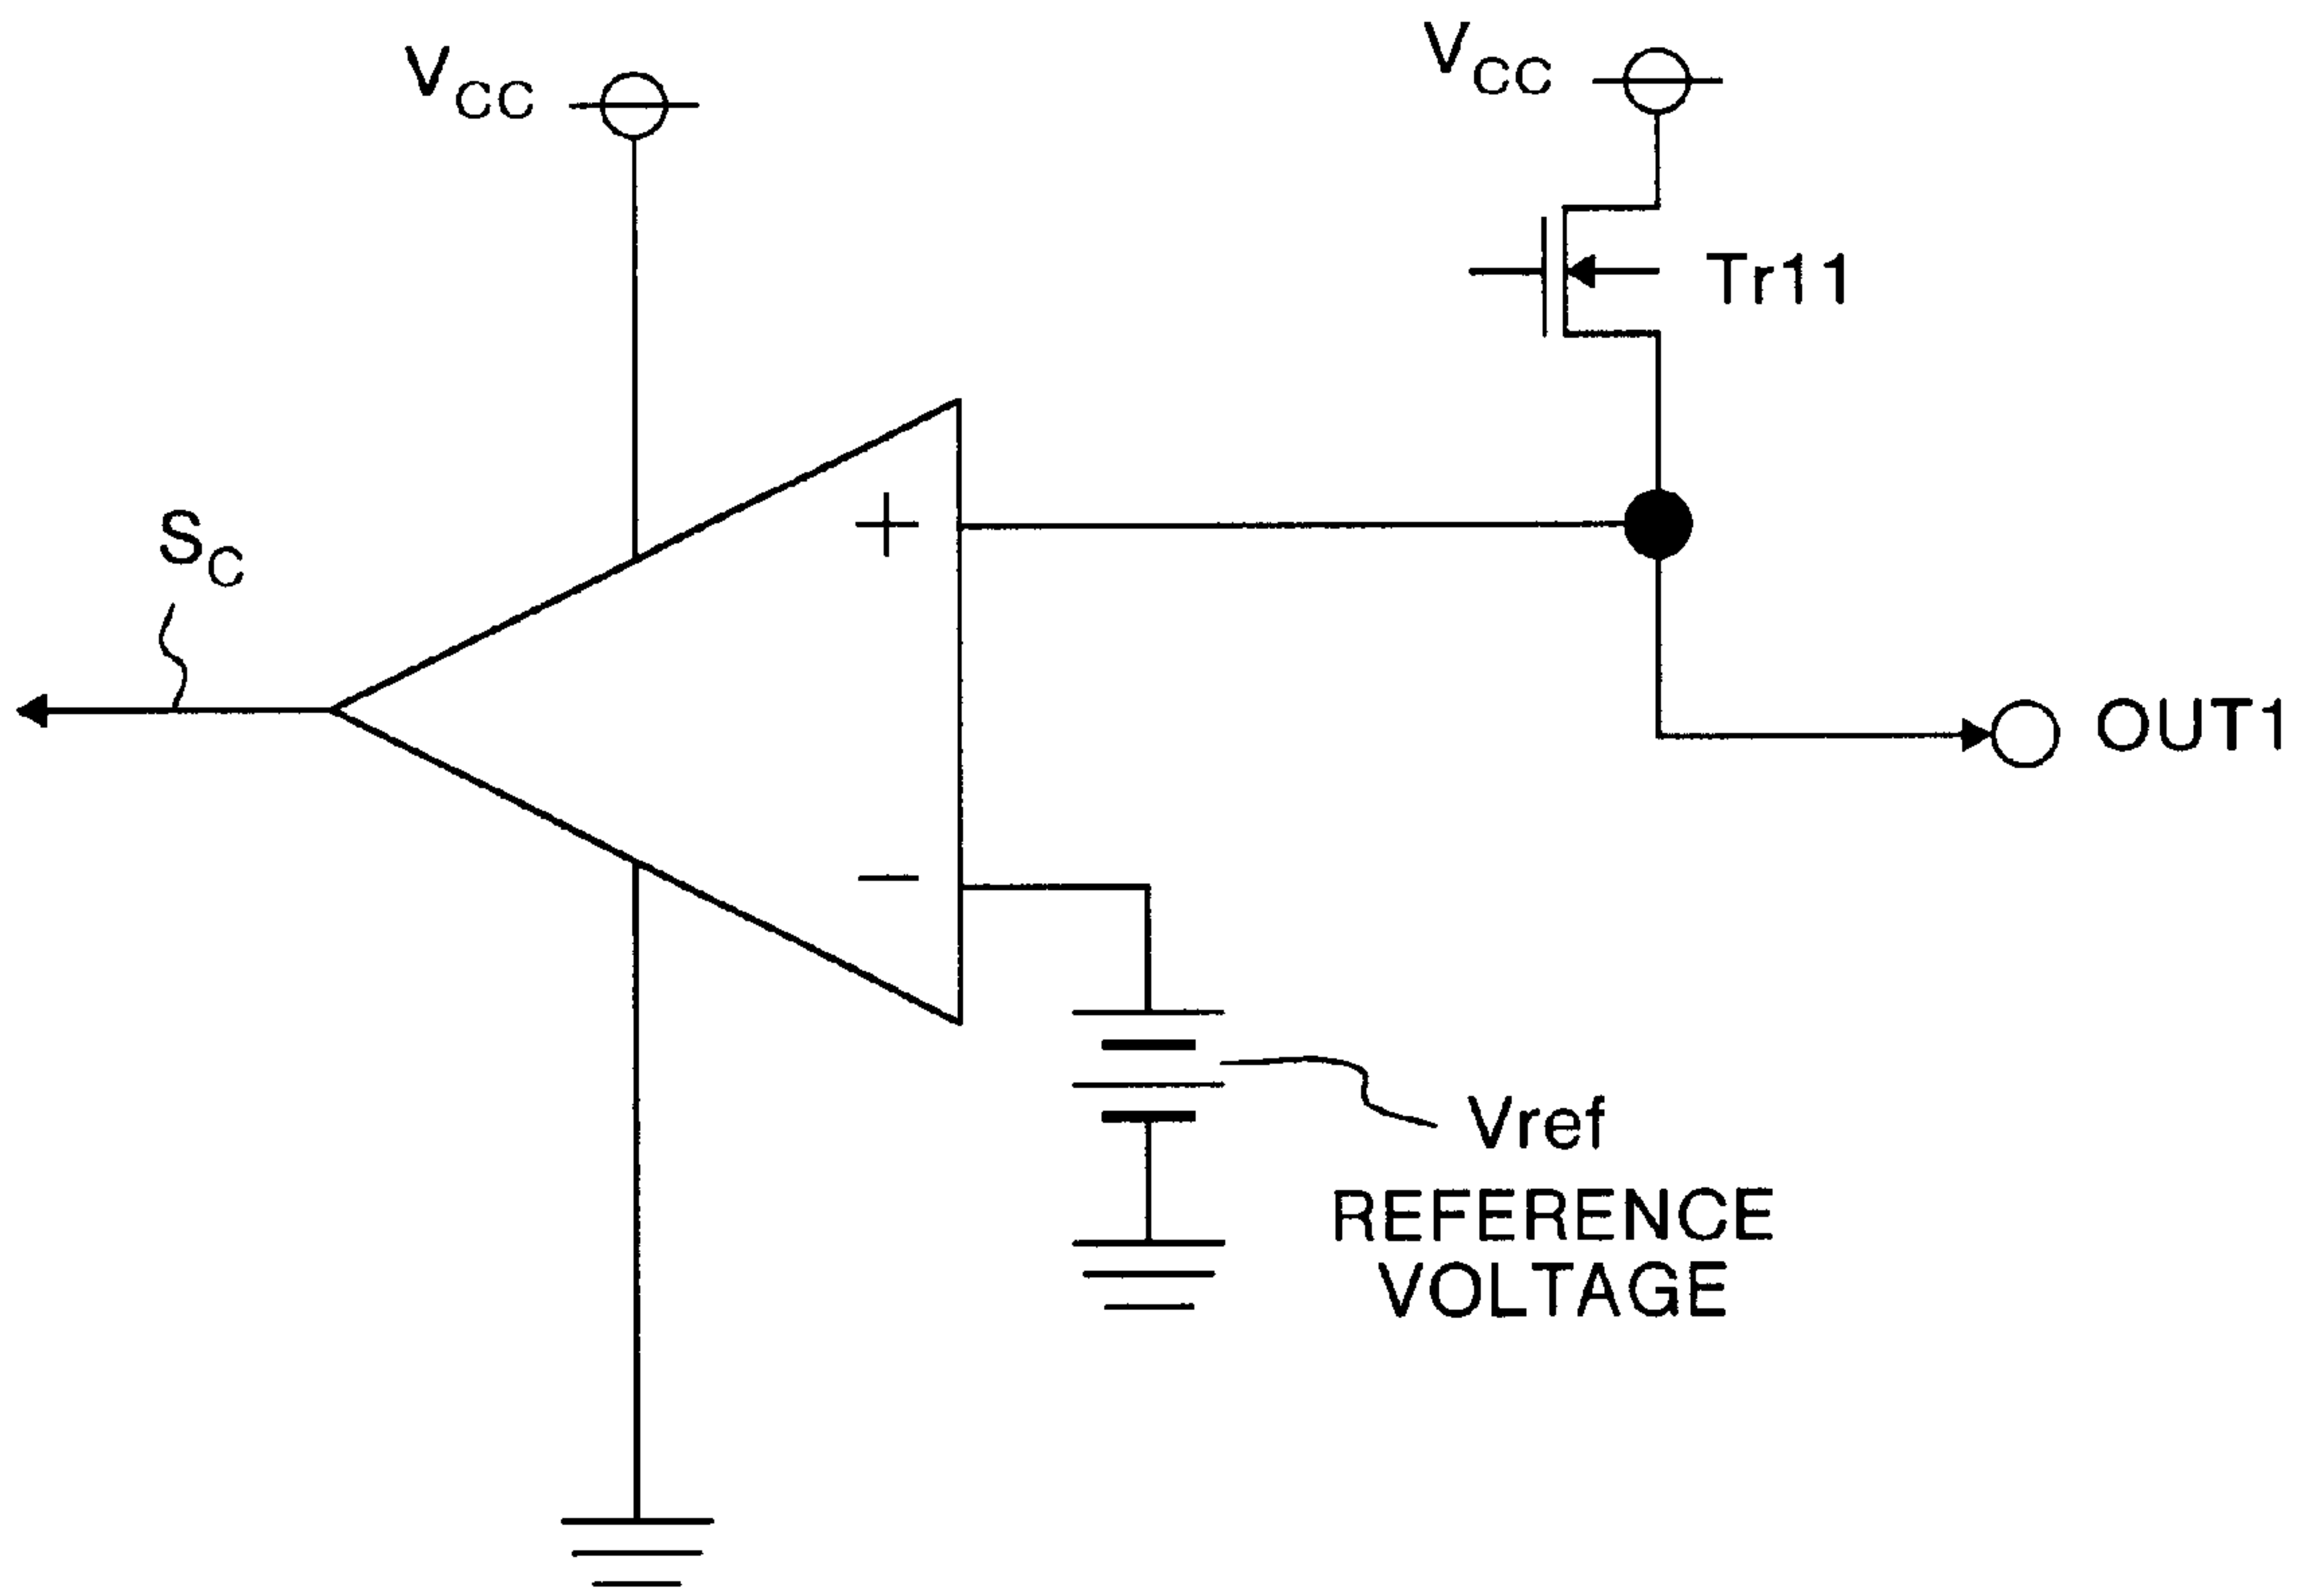 VCC
VCC
Tr11
+
SC
OUT1
−
Vref
REFERENCE
VOLTAGE